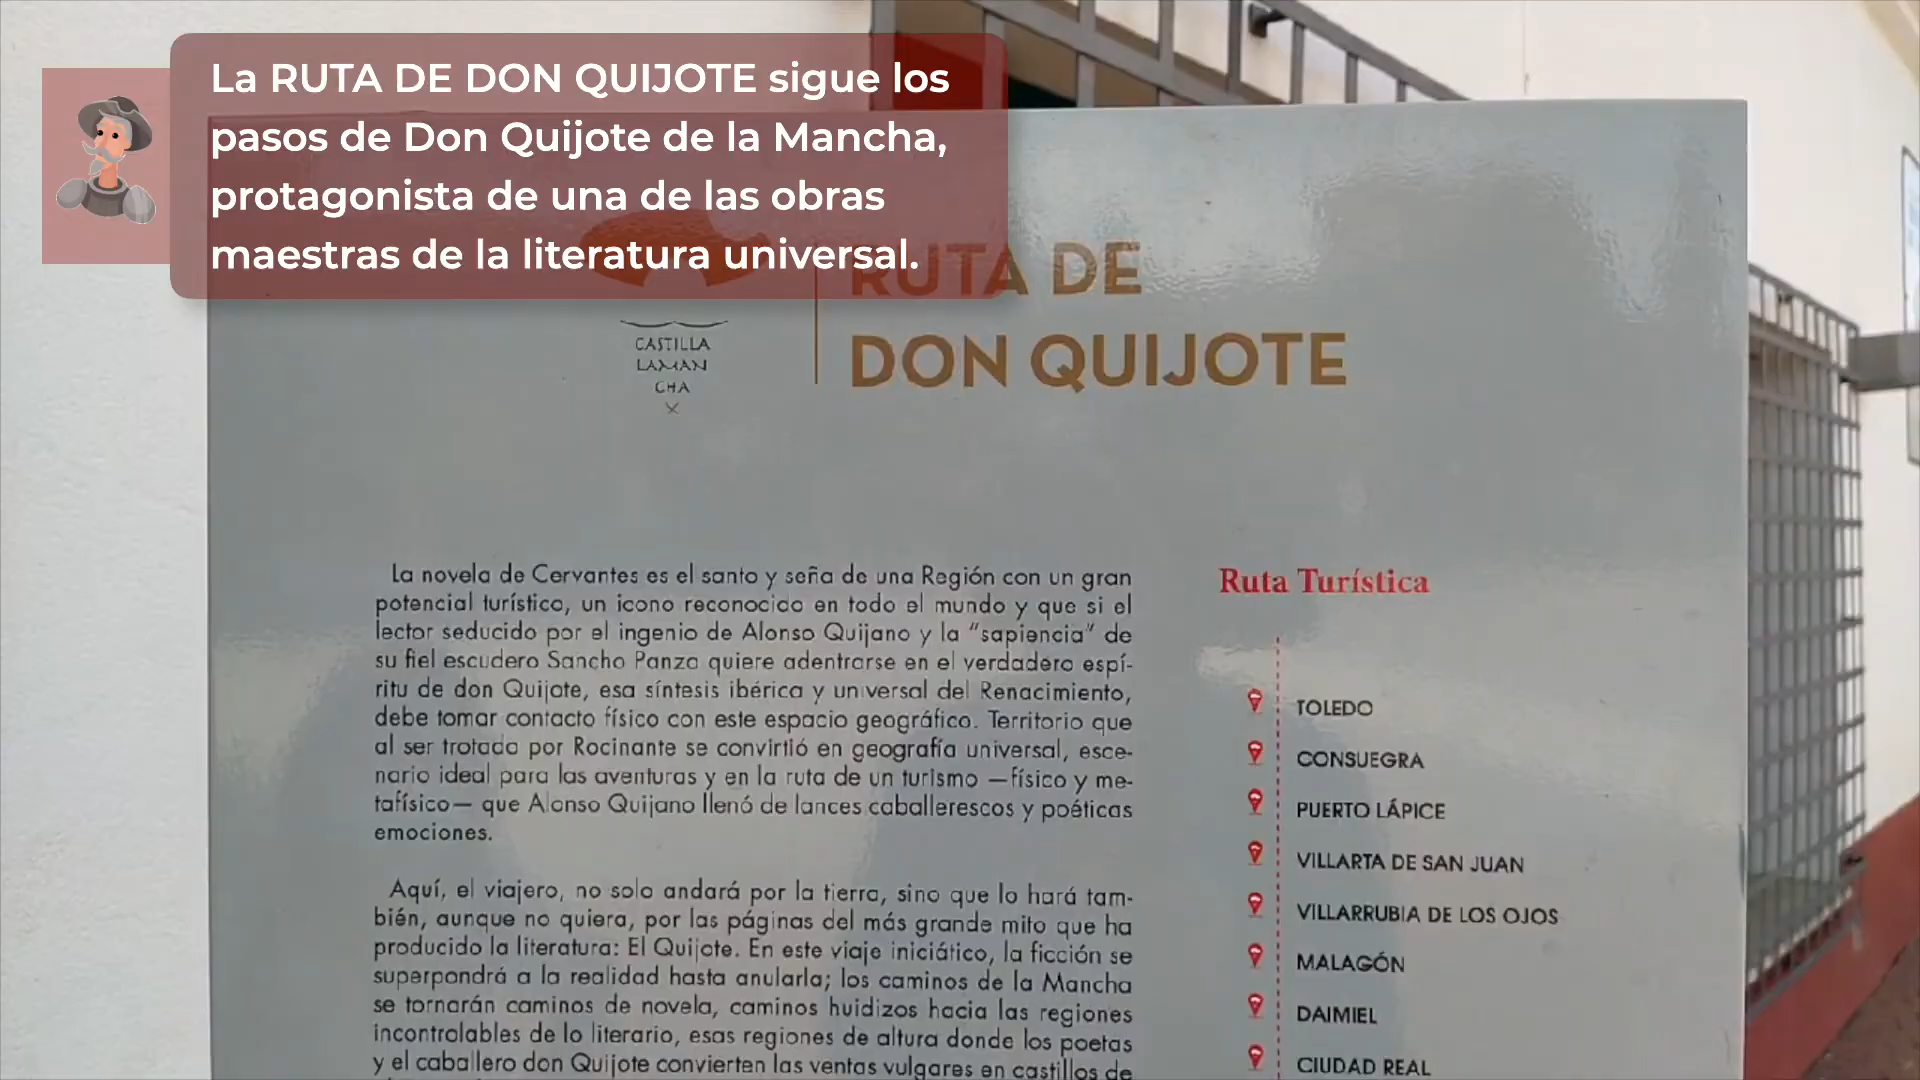 La RUTA DE DON QUIJOTE sigue los
pasos de Don Quijote de la Mancha,
protagonista de una de las obras
maestras de la literatura universal.
RUTA DE
DON QUIJOTE
CASTILLA
LAMAN
CHA
La novela de Cervantes es el santo y seña de una Región con un gran
potencial turístico, un icono reconocido en todo el mundo y que si el
lector seducido por el ingenio de Alonso Quijano y la “sapiencia” de
su fiel escudero Sancho Panza quiere adentrarse en el verdadero espí-
ritu de don Quijote, esa síntesis ibérica y universal del Renacimiento,
debe tomar contacto físico con este espacio geográfico. Territorio que
al ser trotado por Rocinante se convirtió en geografía universal, esce-
nario ideal para las aventuras y en la ruta de un turismo —físico y me-
tafísico— que Alonso Quijano llenó de lances caballerescos y poéticas
emociones.
Aquí, el viajero, no solo andará por la tierra, sino que lo hará tam-
bién, aunque no quiera, por las páginas del más grande mito que ha
producido la literatura: El Quijote. En este viaje iniciático, la ficción se
superpondrá a la realidad hasta anularla; los caminos de la Mancha
se tornarán caminos de novela, caminos huidizos hacia las regiones
incontrolables de lo literario, esas regiones de altura donde los poetas
y el caballero don Quijote convierten las ventas vulgares en castillos de
Ruta Turística
TOLEDO
CONSUEGRA
PUERTO LÁPICE
VILLARTA DE SAN JUAN
VILLARRUBIA DE LOS OJOS
MALAGÓN
DAIMIEL
CIUDAD REAL